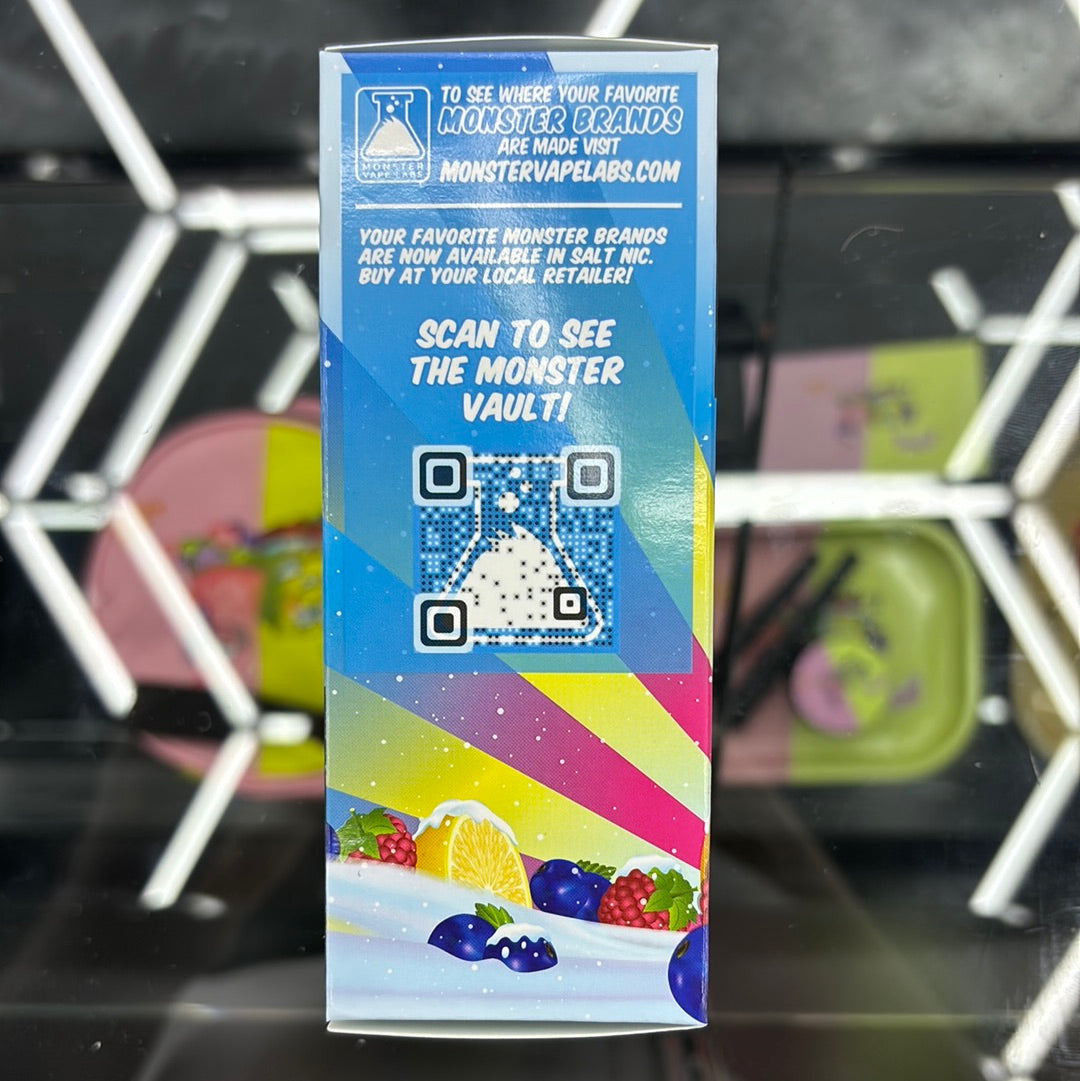 MONSTER
VAPE LABS
TO SEE WHERE YOUR FAVORITE
MONSTER BRANDS
ARE MADE VISIT
MONSTERVAPELABS.COM
YOUR FAVORITE MONSTER BRANDS
ARE NOW AVAILABLE IN SALT NIC.
BUY AT YOUR LOCAL RETAILER!
SCAN TO SEE
THE MONSTER
VAULT!